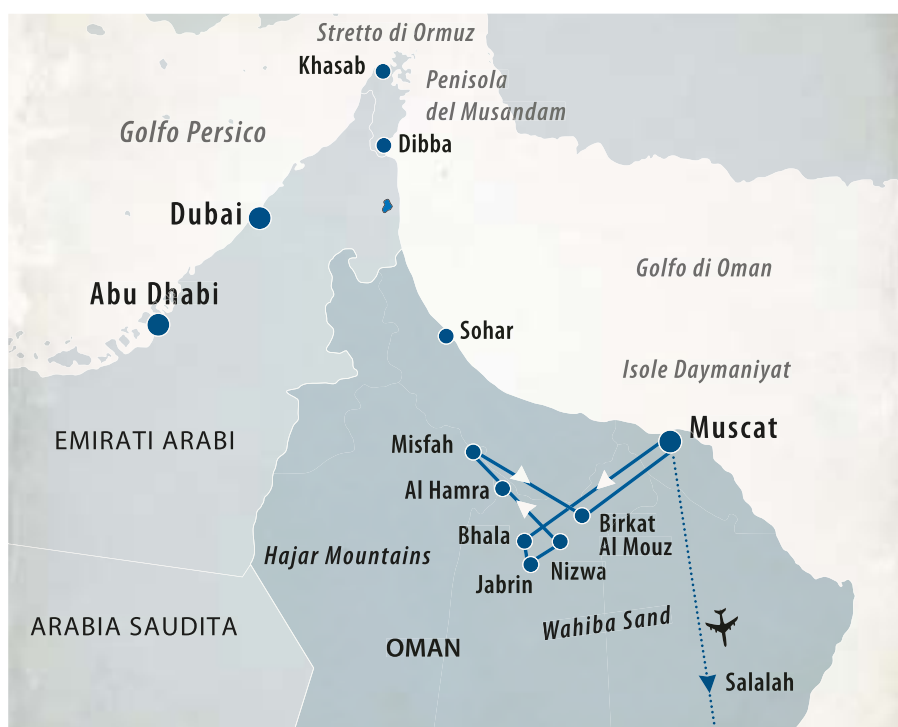 Stretto di Ormuz
Khasab
Penisola
del Musandam
Golfo Persico
Dibba
Dubai
Golfo di Oman
Abu Dhabi
Sohar
Isole Daymaniyat
Muscat
EMIRATI ARABI
Misfah
Al Hamra
Birkat
Al Mouz
Bhala
Hajar Mountains
Nizwa
Jabrin
Wahiba Sand
ARABIA SAUDITA
OMAN
Salalah